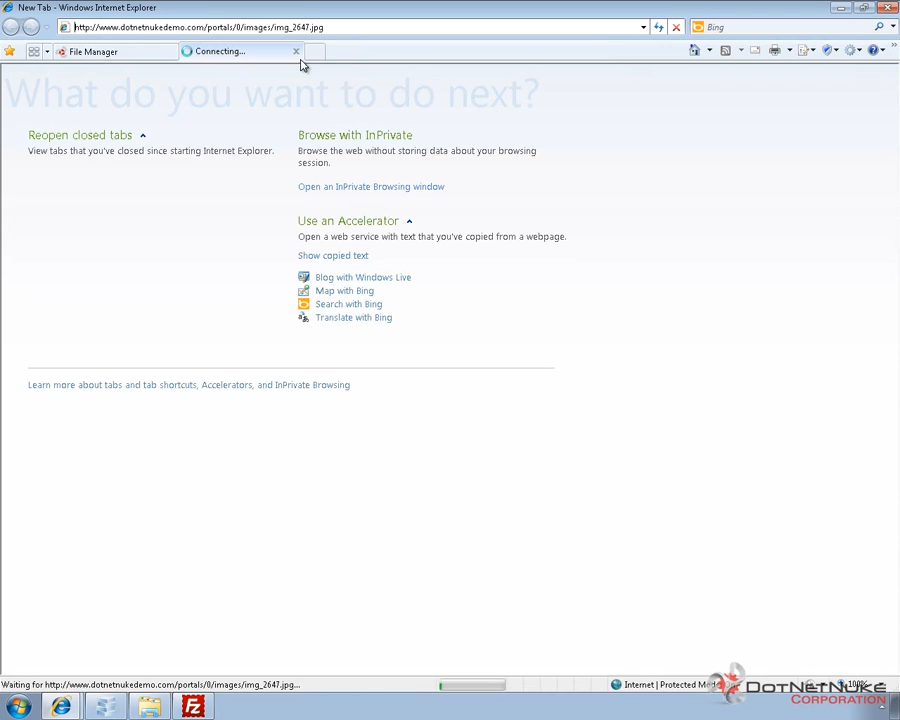 New Tab - Windows Internet Explorer
http://www.dotnetnukedemo.com/portals/0/images/img_2647.jpg
Bing
File Manager
Connecting...
What do you want to do next?
Reopen closed tabs
View tabs that you've closed since starting Internet Explorer.
Browse with InPrivate
Browse the web without storing data about your browsing
session.
Open an InPrivate Browsing window
Use an Accelerator
Open a web service with text that you've copied from a webpage.
Show copied text
Blog with Windows Live
Map with Bing
Search with Bing
Translate with Bing
Learn more about tabs and tab shortcuts, Accelerators, and InPrivate Browsing
Waiting for http://www.dotnetnukedemo.com/portals/0/images/img_2647.jpg...
Internet | Protected
100%
DotNetNuke
CORPORATION